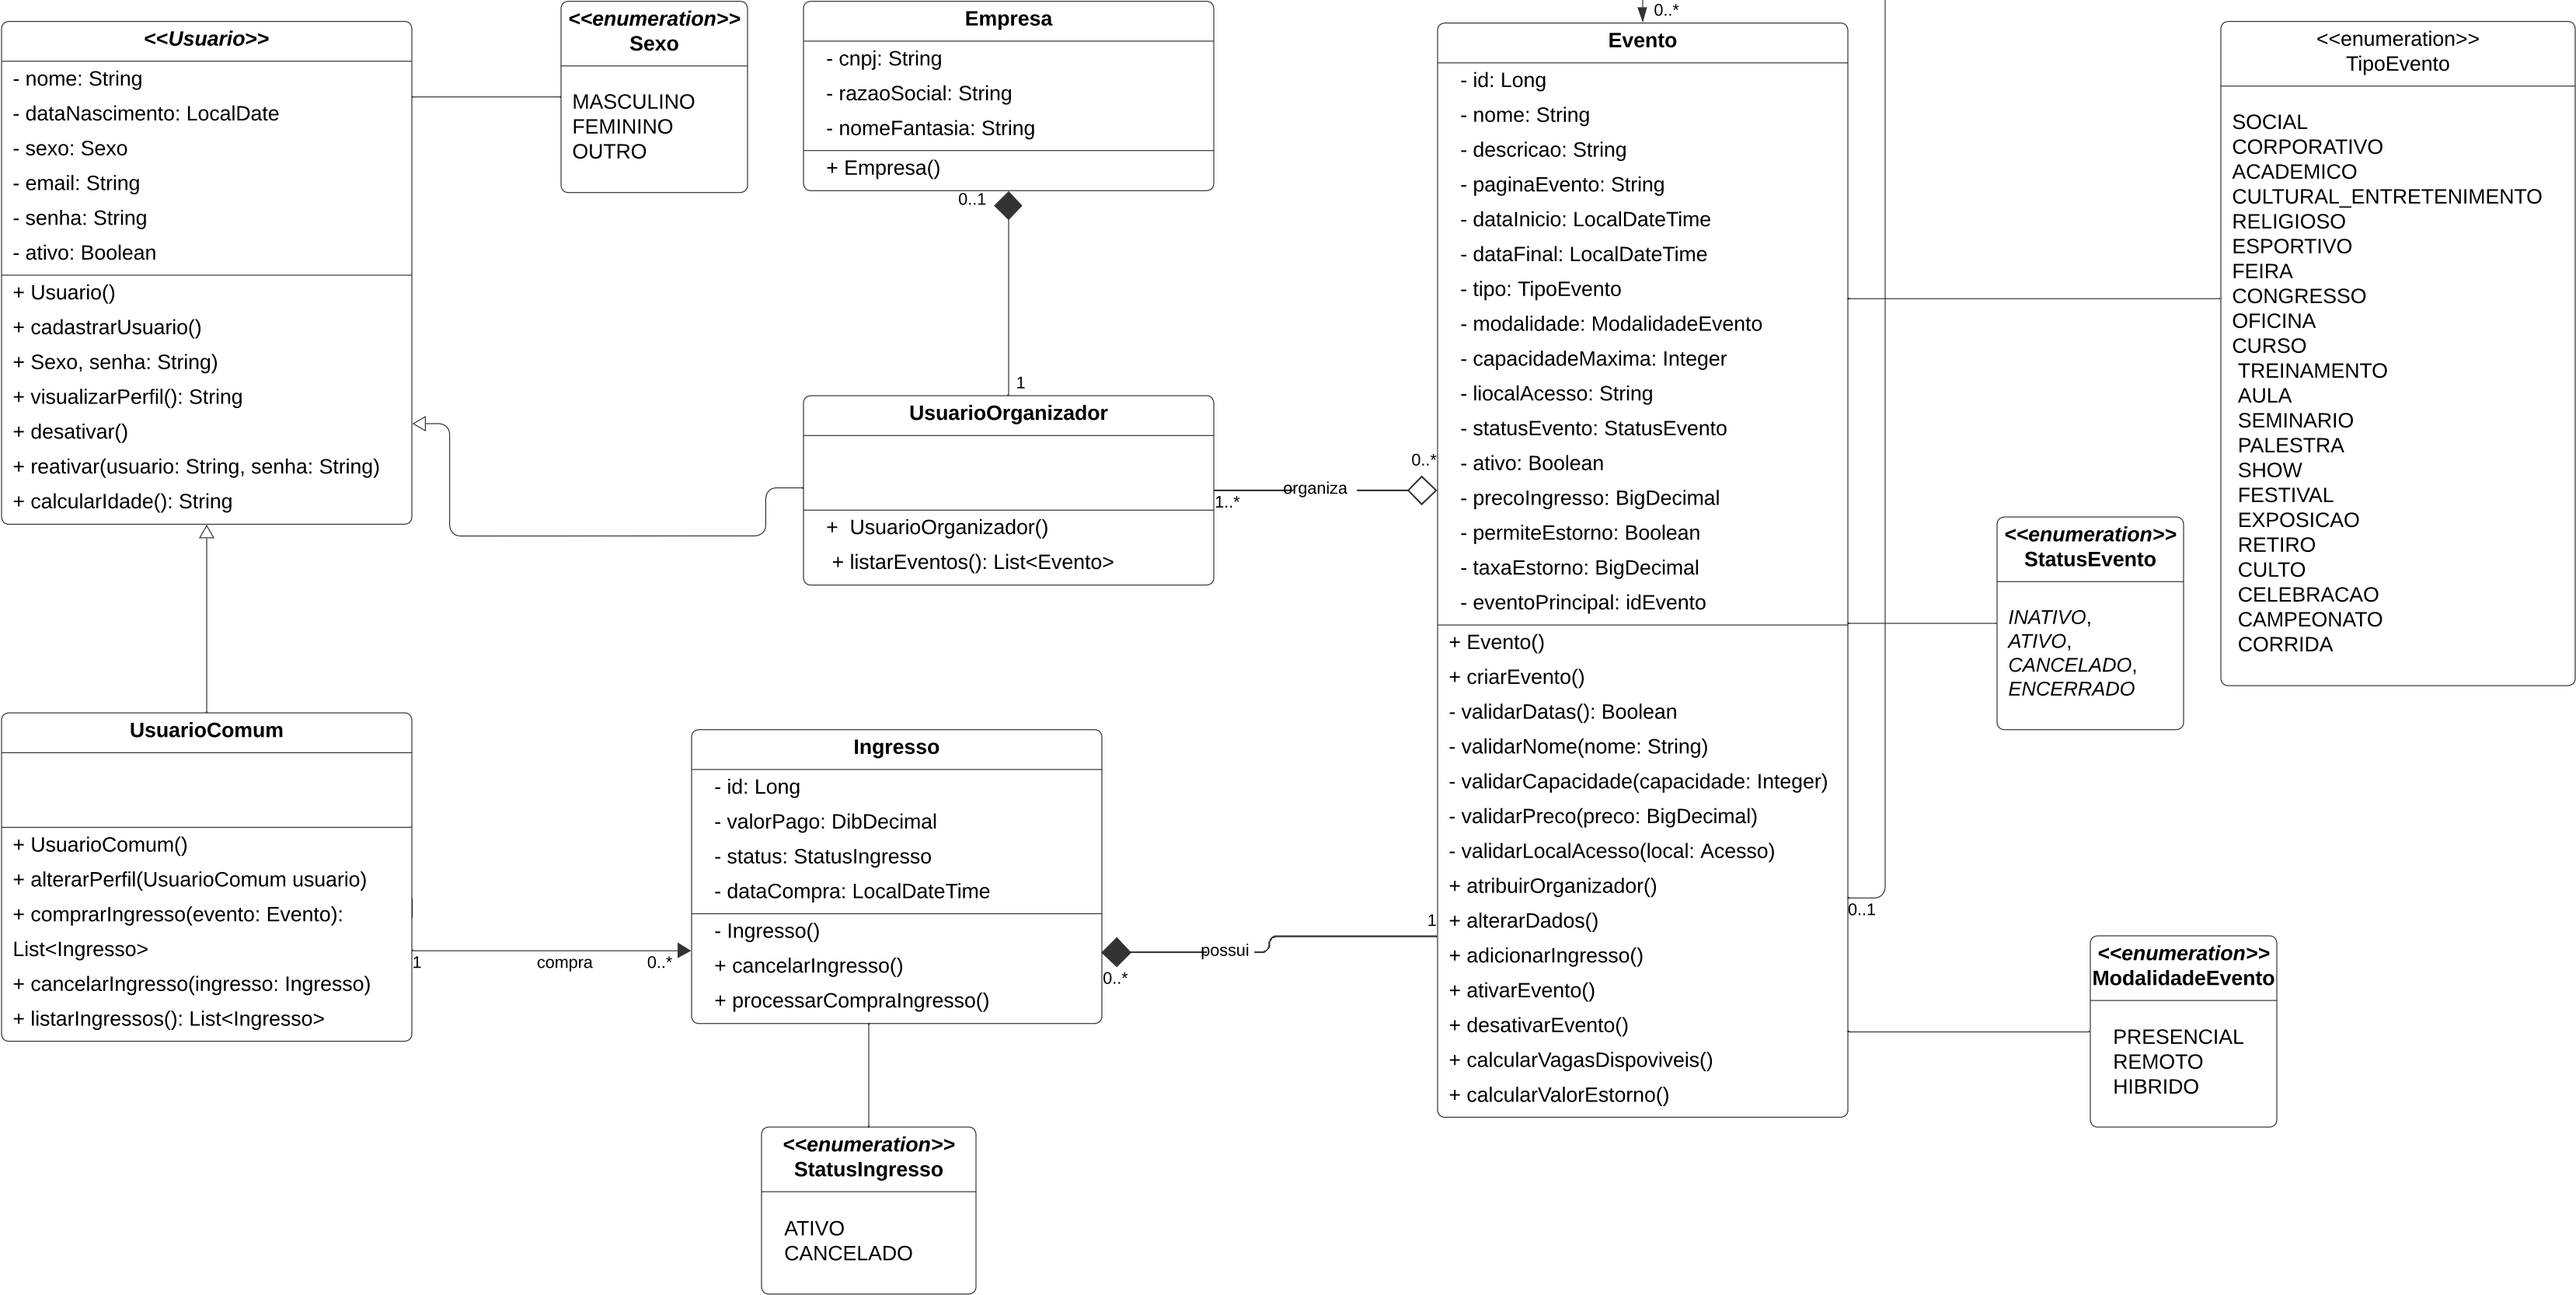 <<Usuario>>
- nome: String
- dataNascimento: LocalDate
- sexo: Sexo
- email: String
- senha: String
- ativo: Boolean
+ Usuario()
+ cadastrarUsuario()
+ Sexo, senha: String)
+ visualizarPerfil(): String
+ desativar()
+ reativar(usuario: String, senha: String)
+ calcularIdade(): String
<<enumeration>>
Sexo
MASCULINO
FEMININO
OUTRO
Empresa
- cnpj: String
- razaoSocial: String
- nomeFantasia: String
+ Empresa()
0..1
1
UsuarioOrganizador
+ UsuarioOrganizador()
+ listarEventos(): List<Evento>
1..*
organiza
0..*
0..*
Evento
- id: Long
- nome: String
- descricao: String
- paginaEvento: String
- dataInicio: LocalDateTime
- dataFinal: LocalDateTime
- tipo: TipoEvento
- modalidade: ModalidadeEvento
- capacidadeMaxima: Integer
- liocalAcesso: String
- statusEvento: StatusEvento
- ativo: Boolean
- precoIngresso: BigDecimal
- permiteEstorno: Boolean
- taxaEstorno: BigDecimal
- eventoPrincipal: idEvento
+ Evento()
+ criarEvento()
- validarDatas(): Boolean
- validarNome(nome: String)
- validarCapacidade(capacidade: Integer)
- validarPreco(preco: BigDecimal)
- validarLocalAcesso(local: Acesso)
+ atribuirOrganizador()
+ alterarDados()
+ adicionarIngresso()
+ ativarEvento()
+ desativarEvento()
+ calcularVagasDispoviveis()
+ calcularValorEstorno()
0..1
<<enumeration>>
TipoEvento
SOCIAL
CORPORATIVO
ACADEMICO
CULTURAL_ENTRETENIMENTO
RELIGIOSO
ESPORTIVO
FEIRA
CONGRESSO
OFICINA
CURSO
TREINAMENTO
AULA
SEMINARIO
PALESTRA
SHOW
FESTIVAL
EXPOSICAO
RETIRO
CULTO
CELEBRACAO
CAMPEONATO
CORRIDA
<<enumeration>>
StatusEvento
INATIVO,
ATIVO,
CANCELADO,
ENCERRADO
<<enumeration>>
ModalidadeEvento
PRESENCIAL
REMOTO
HIBRIDO
UsuarioComum
+ UsuarioComum()
+ alterarPerfil(UsuarioComum usuario)
+ comprarIngresso(evento: Evento):
List<Ingresso>
+ cancelarIngresso(ingresso: Ingresso)
+ listarIngressos(): List<Ingresso>
1
compra
0..*
Ingresso
- id: Long
- valorPago: DibDecimal
- status: StatusIngresso
- dataCompra: LocalDateTime
- Ingresso()
+ cancelarIngresso()
+ processarCompraIngresso()
0..*
possui
1
<<enumeration>>
StatusIngresso
ATIVO
CANCELADO